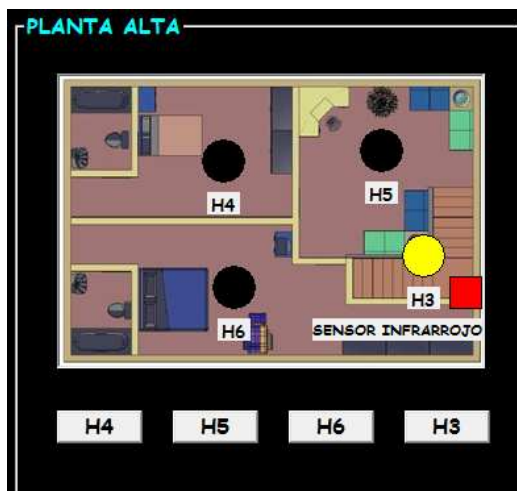 PLANTA ALTA
H4
H5
H6
H3
SENSOR INFRARROJO
H4 H5 H6 H3